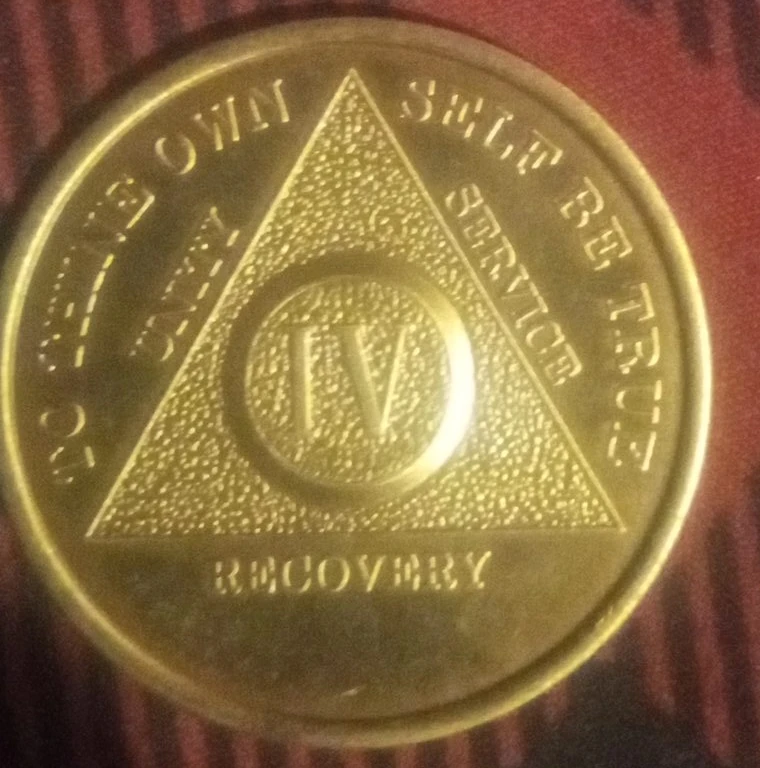 TO THINE OWN SELF BE TRUE
UNITY
SERVICE
IV
RECOVERY